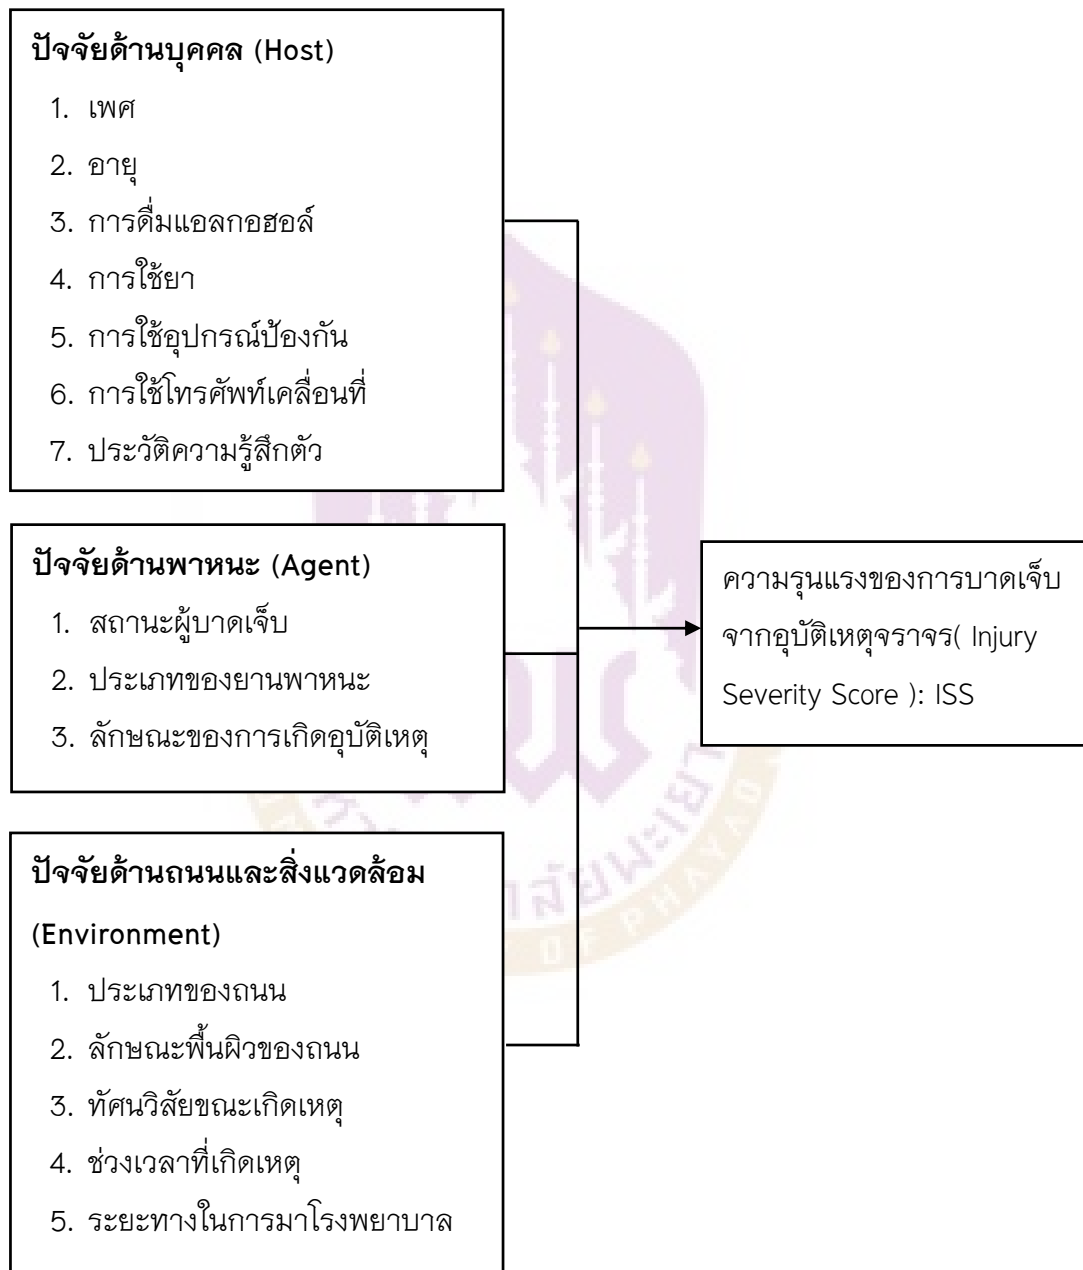 ปัจจัยด้านบุคคล (Host)
1. เพศ
2. อายุ
3. การดื่มแอลกอฮอล์
4. การใช้ยา
5. การใช้อุปกรณ์ป้องกัน
6. การใช้โทรศัพท์เคลื่อนที่
7. ประวัติความรู้สึกตัว
ปัจจัยด้านพาหนะ (Agent)
1. สถานะผู้บาดเจ็บ
2. ประเภทของยานพาหนะ
3. ลักษณะของการเกิดอุบัติเหตุ
ปัจจัยด้านถนนและสิ่งแวดล้อม
(Environment)
1. ประเภทของถนน
2. ลักษณะพื้นผิวของถนน
3. ทัศนวิสัยขณะเกิดเหตุ
4. ช่วงเวลาที่เกิดเหตุ
5. ระยะทางในการมาโรงพยาบาล
ความรุนแรงของการบาดเจ็บ
จากอุบัติเหตุจราจร( Injury
Severity Score ): ISS